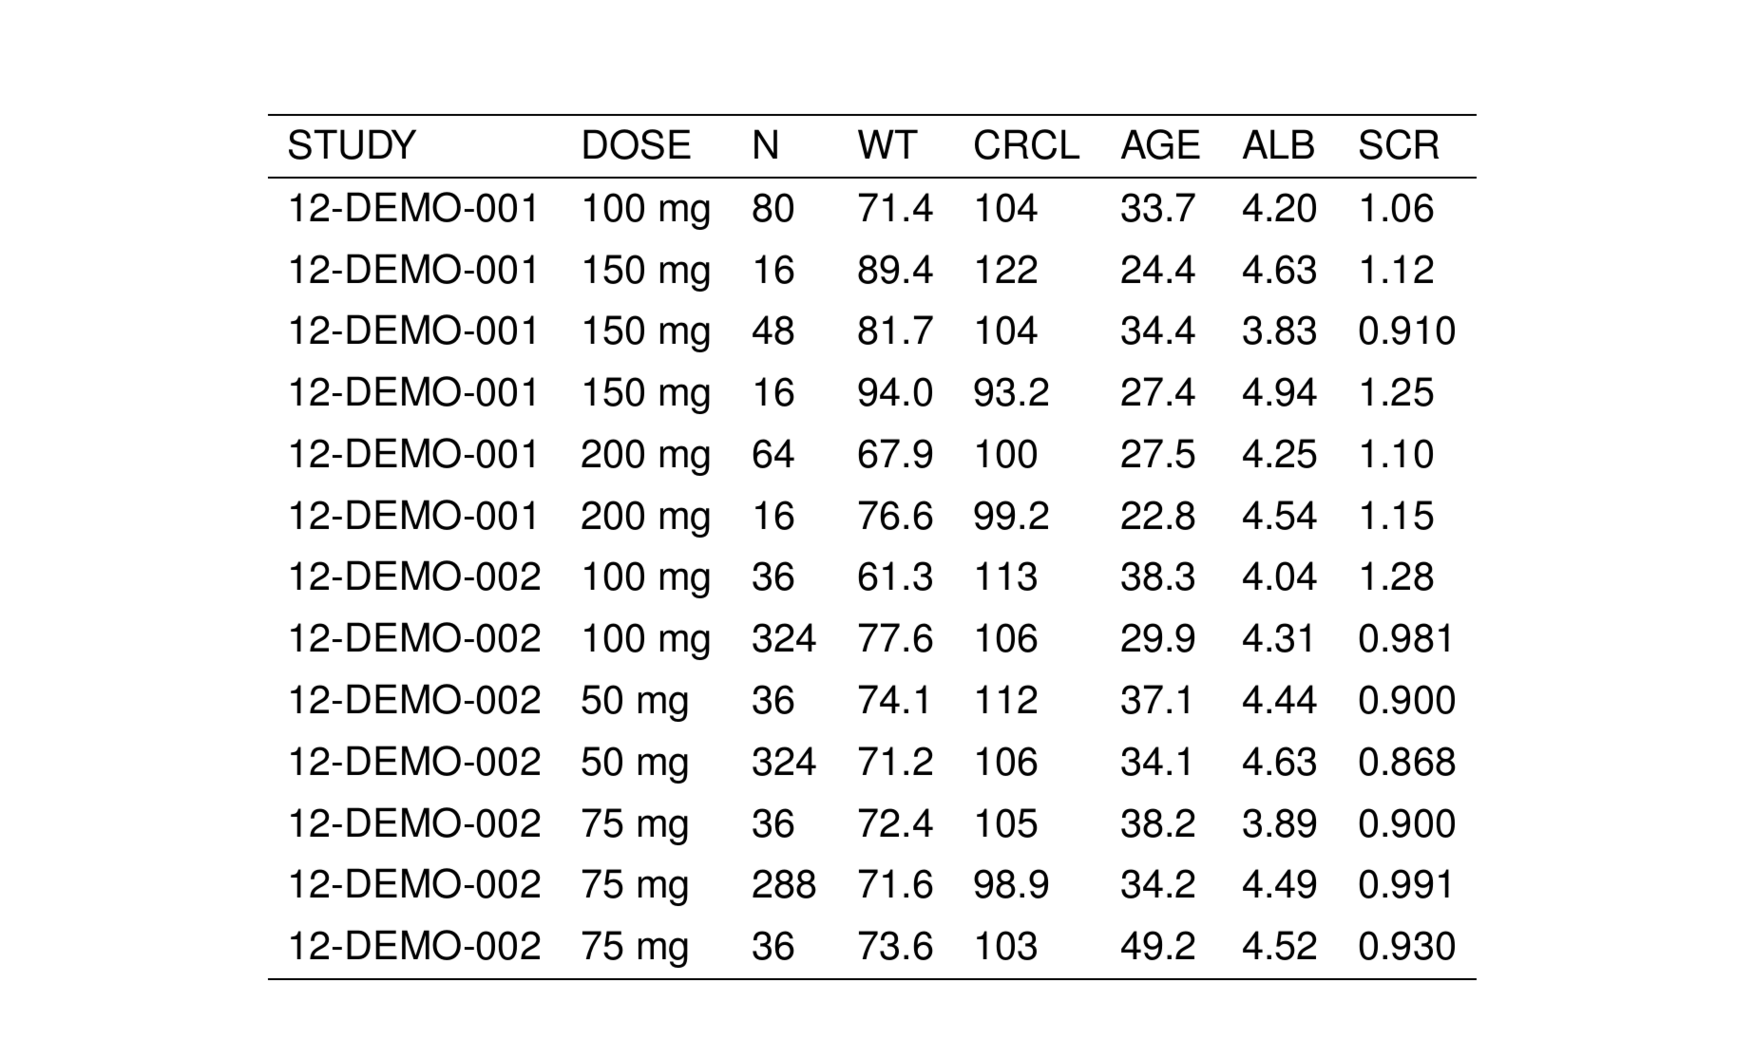 STUDY DOSE N WT CRCL AGE ALB SCR
12-DEMO-001 100 mg 80 71.4 104 33.7 4.20 1.06
12-DEMO-001 150 mg 16 89.4 122 24.4 4.63 1.12
12-DEMO-001 150 mg 48 81.7 104 34.4 3.83 0.910
12-DEMO-001 150 mg 16 94.0 93.2 27.4 4.94 1.25
12-DEMO-001 200 mg 64 67.9 100 27.5 4.25 1.10
12-DEMO-001 200 mg 16 76.6 99.2 22.8 4.54 1.15
12-DEMO-002 100 mg 36 61.3 113 38.3 4.04 1.28
12-DEMO-002 100 mg 324 77.6 106 29.9 4.31 0.981
12-DEMO-002 50 mg 36 74.1 112 37.1 4.44 0.900
12-DEMO-002 50 mg 324 71.2 106 34.1 4.63 0.868
12-DEMO-002 75 mg 36 72.4 105 38.2 3.89 0.900
12-DEMO-002 75 mg 288 71.6 98.9 34.2 4.49 0.991
12-DEMO-002 75 mg 36 73.6 103 49.2 4.52 0.930